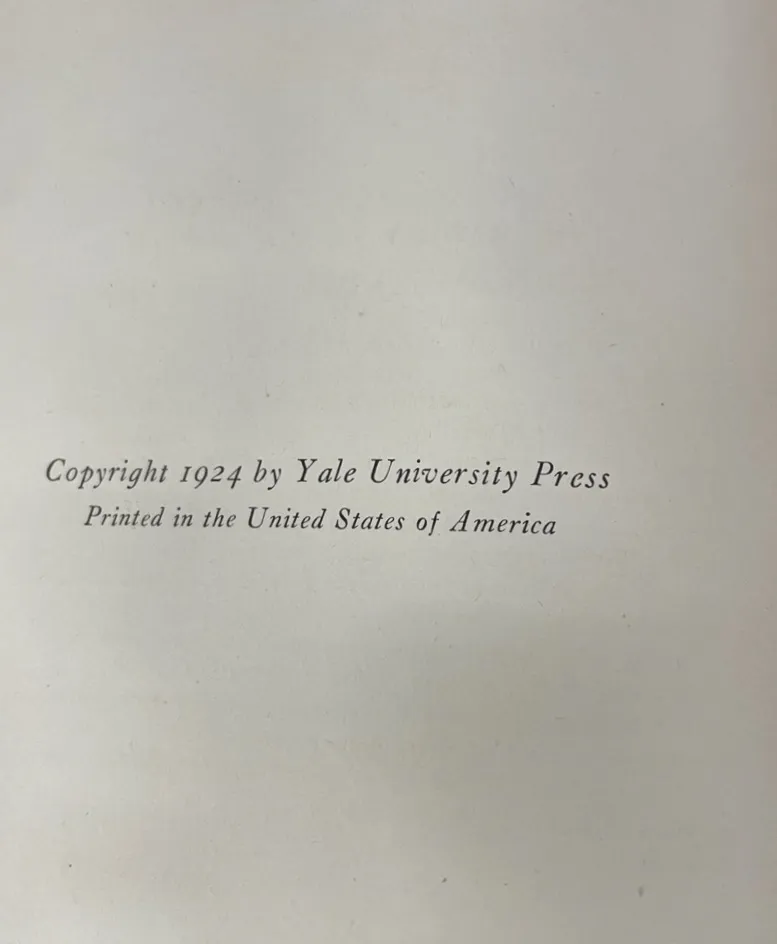 Copyright 1924 by Yale University Press
Printed in the United States of America